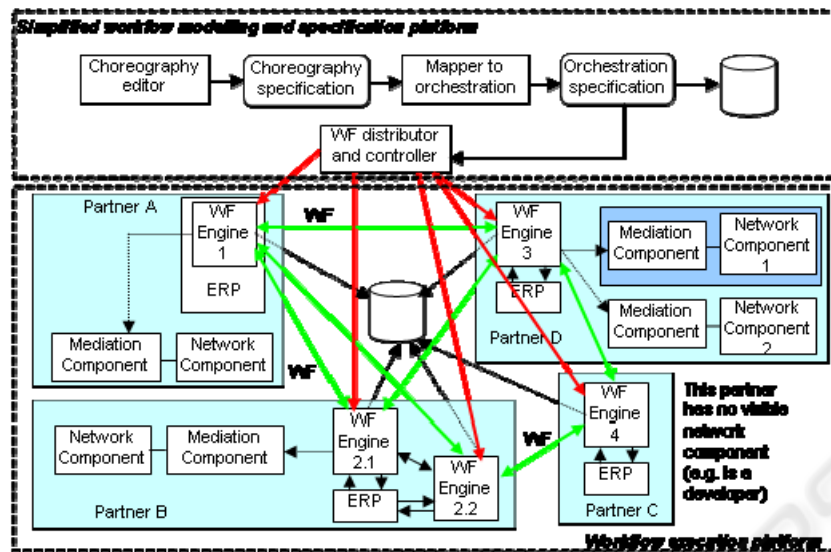 Simplified workflow modelling and specification platform
Choreography
editor
Choreography
specification
Mapper to
orchestration
Orchestration
specification
WF distributor
and controller
Partner A
WF
Engine
1
ERP
Mediation
Component
Network
Component
WF
WF
WF
Engine
3
ERP
Partner D
Mediation
Component
Network
Component
1
Mediation
Component
Network
Component
2
Network
Component
Mediation
Component
WF
Engine
2.1
ERP
WF
Engine
2.2
Partner B
WF
WF
Engine
4
ERP
Partner C
This partner
has no visible
network
component
(e.g. is a
developer)
Workflow execution platform